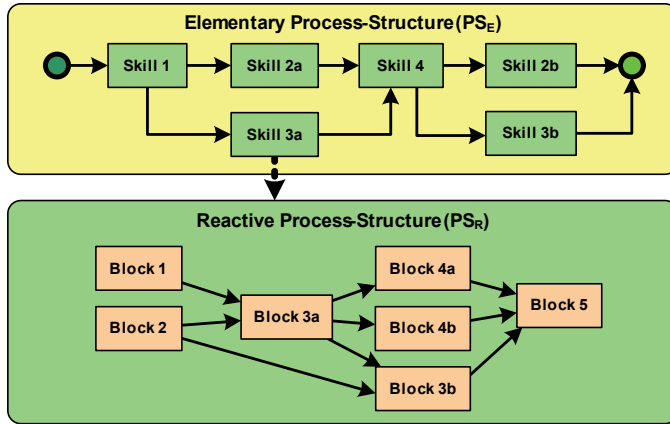 Elementary Process-Structure (PSE)
Skill 1
Skill 2a
Skill 4
Skill 2b
Skill 3a
Skill 3b
Reactive Process-Structure (PSR)
Block 1
Block 4a
Block 5
Block 2
Block 3a
Block 4b
Block 3b